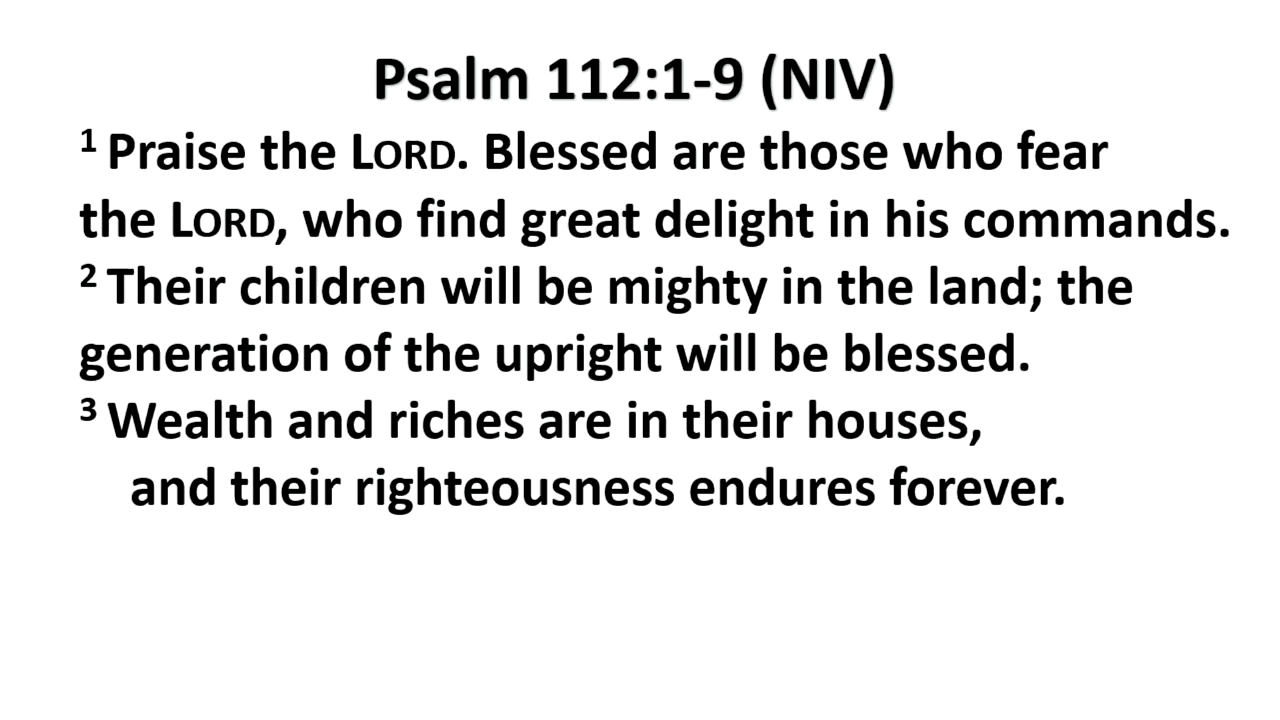 Psalm 112:1-9 (NIV)
1 Praise the LORD. Blessed are those who fear
the LORD, who find great delight in his commands.
2 Their children will be mighty in the land; the
generation of the upright will be blessed.
3 Wealth and riches are in their houses,
and their righteousness endures forever.